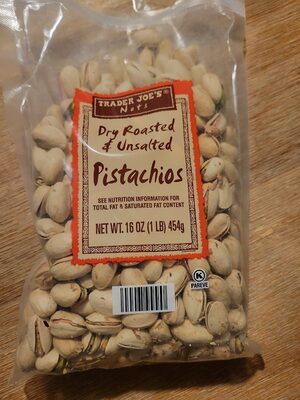 TRADER JOE'S®
Nuts
Dry Roasted
& Unsalted
Pistachios
SEE NUTRITION INFORMATION FOR
TOTAL FAT & SATURATED FAT CONTENT
NET WT. 16 OZ (1 LB) 454g
K
PAREVE